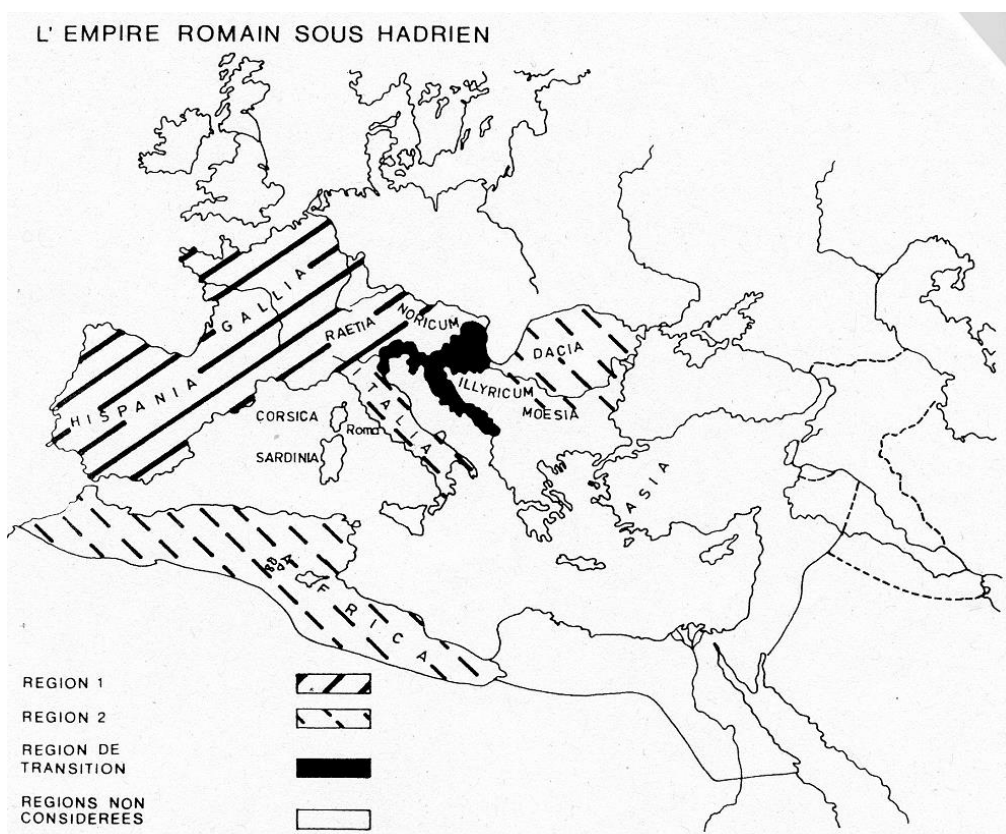 L' EMPIRE ROMAIN SOUS HADRIEN
GALLIA
HISPANIA
RAETIA
NORICUM
DACIA
ITALIA
ILLYRICUM
MOESIA
CORSICA
Roma
SARDINIA
ASIA
AFRICA
REGION 1
REGION 2
REGION DE
TRANSITION
REGIONS NON
CONSIDEREES